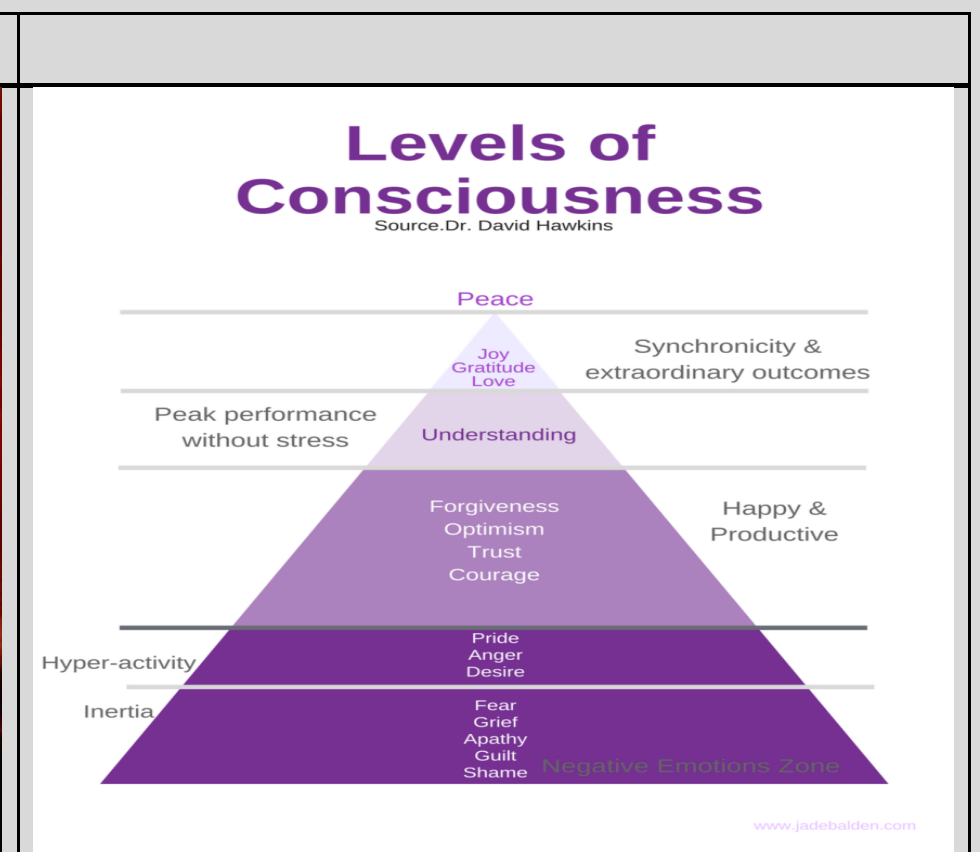 Levels of
Consciousness
Source.Dr. David Hawkins
Peace
Joy
Gratitude
Love
Synchronicity &
extraordinary outcomes
Peak performance
without stress
Understanding
Forgiveness
Optimism
Trust
Courage
Happy &
Productive
Pride
Anger
Desire
Hyper-activity
Inertia
Fear
Grief
Apathy
Guilt
Shame
Negative Emotions Zone
www.jadebalden.com